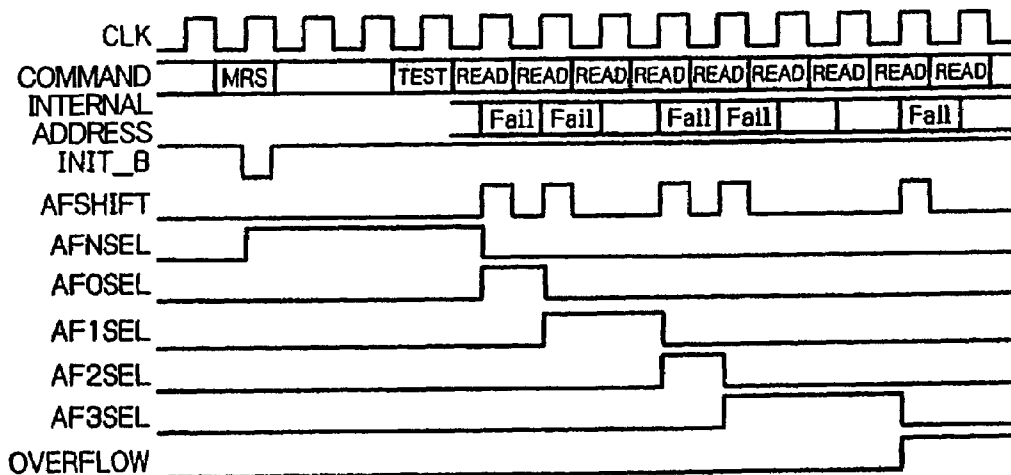 CLK
COMMAND MRS TEST READ READ READ READ READ READ READ READ READ
INTERNAL
ADDRESS Fail Fail Fail Fail Fail
INIT_B
AFSHIFT
AFNSEL
AF0SEL
AF1SEL
AF2SEL
AF3SEL
OVERFLOW